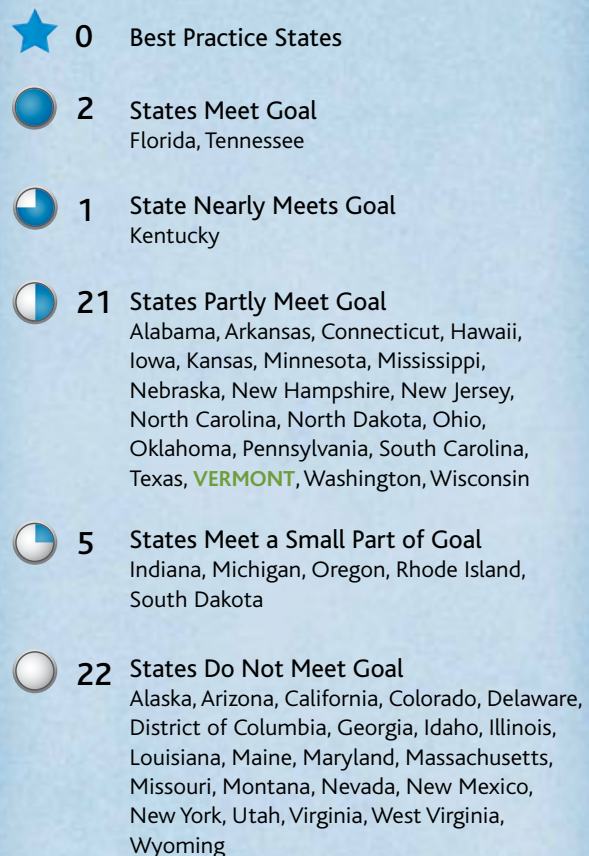 0 Best Practice States
2 States Meet Goal
Florida, Tennessee
1 State Nearly Meets Goal
Kentucky
21 States Partly Meet Goal
Alabama, Arkansas, Connecticut, Hawaii,
Iowa, Kansas, Minnesota, Mississippi,
Nebraska, New Hampshire, New Jersey,
North Carolina, North Dakota, Ohio,
Oklahoma, Pennsylvania, South Carolina,
Texas, VERMONT, Washington, Wisconsin
5 States Meet a Small Part of Goal
Indiana, Michigan, Oregon, Rhode Island,
South Dakota
22 States Do Not Meet Goal
Alaska, Arizona, California, Colorado, Delaware,
District of Columbia, Georgia, Idaho, Illinois,
Louisiana, Maine, Maryland, Massachusetts,
Missouri, Montana, Nevada, New Mexico,
New York, Utah, Virginia, West Virginia,
Wyoming